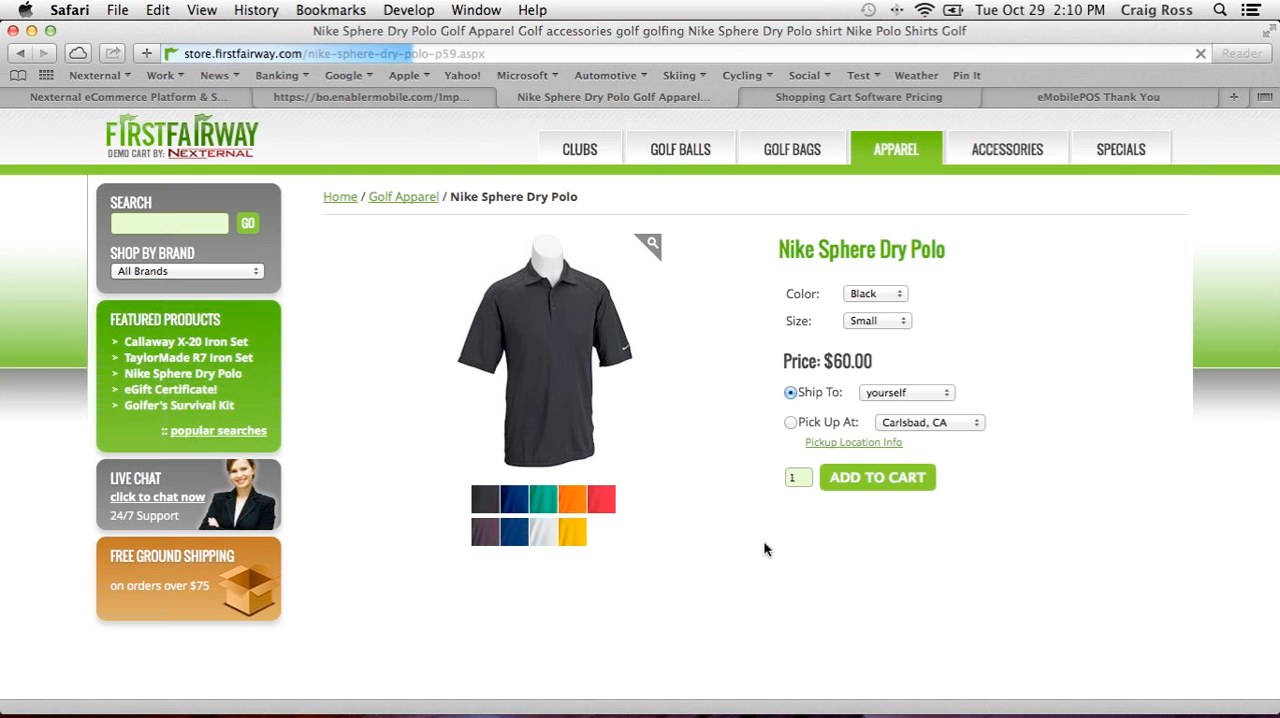 Safari File Edit View History Bookmarks Develop Window Help Tue Oct 29 2:10 PM Craig Ross
Nike Sphere Dry Polo Golf Apparel Golf accessories golf golfing Nike Sphere Dry Polo shirt Nike Polo Shirts Golf
store.firstfairway.com/nike-sphere-dry-polo-p59.aspx Reader
Nexternal Work News Banking Google Apple Yahoo! Microsoft Automotive Skiing Cycling Social Test Weather Pin It
Nexternal eCommerce Platform & S... https://bo.enablermobile.com/Imp... Nike Sphere Dry Polo Golf Apparel... Shopping Cart Software Pricing eMobilePOS Thank You
FIRSTFAIRWAY
DEMO CART BY: NEXTERNAL
CLUBS GOLF BALLS GOLF BAGS APPAREL ACCESSORIES SPECIALS
SEARCH
GO
SHOP BY BRAND
All Brands
FEATURED PRODUCTS
> Callaway X-20 Iron Set
> TaylorMade R7 Iron Set
> Nike Sphere Dry Polo
> eGift Certificate!
> Golfer's Survival Kit
:: popular searches
LIVE CHAT
click to chat now
24/7 Support
FREE GROUND SHIPPING
on orders over $75
Home / Golf Apparel / Nike Sphere Dry Polo
Nike Sphere Dry Polo
Color: Black
Size: Small
Price: $60.00
Ship To: yourself
Pick Up At: Carlsbad, CA
Pickup Location Info
1 ADD TO CART